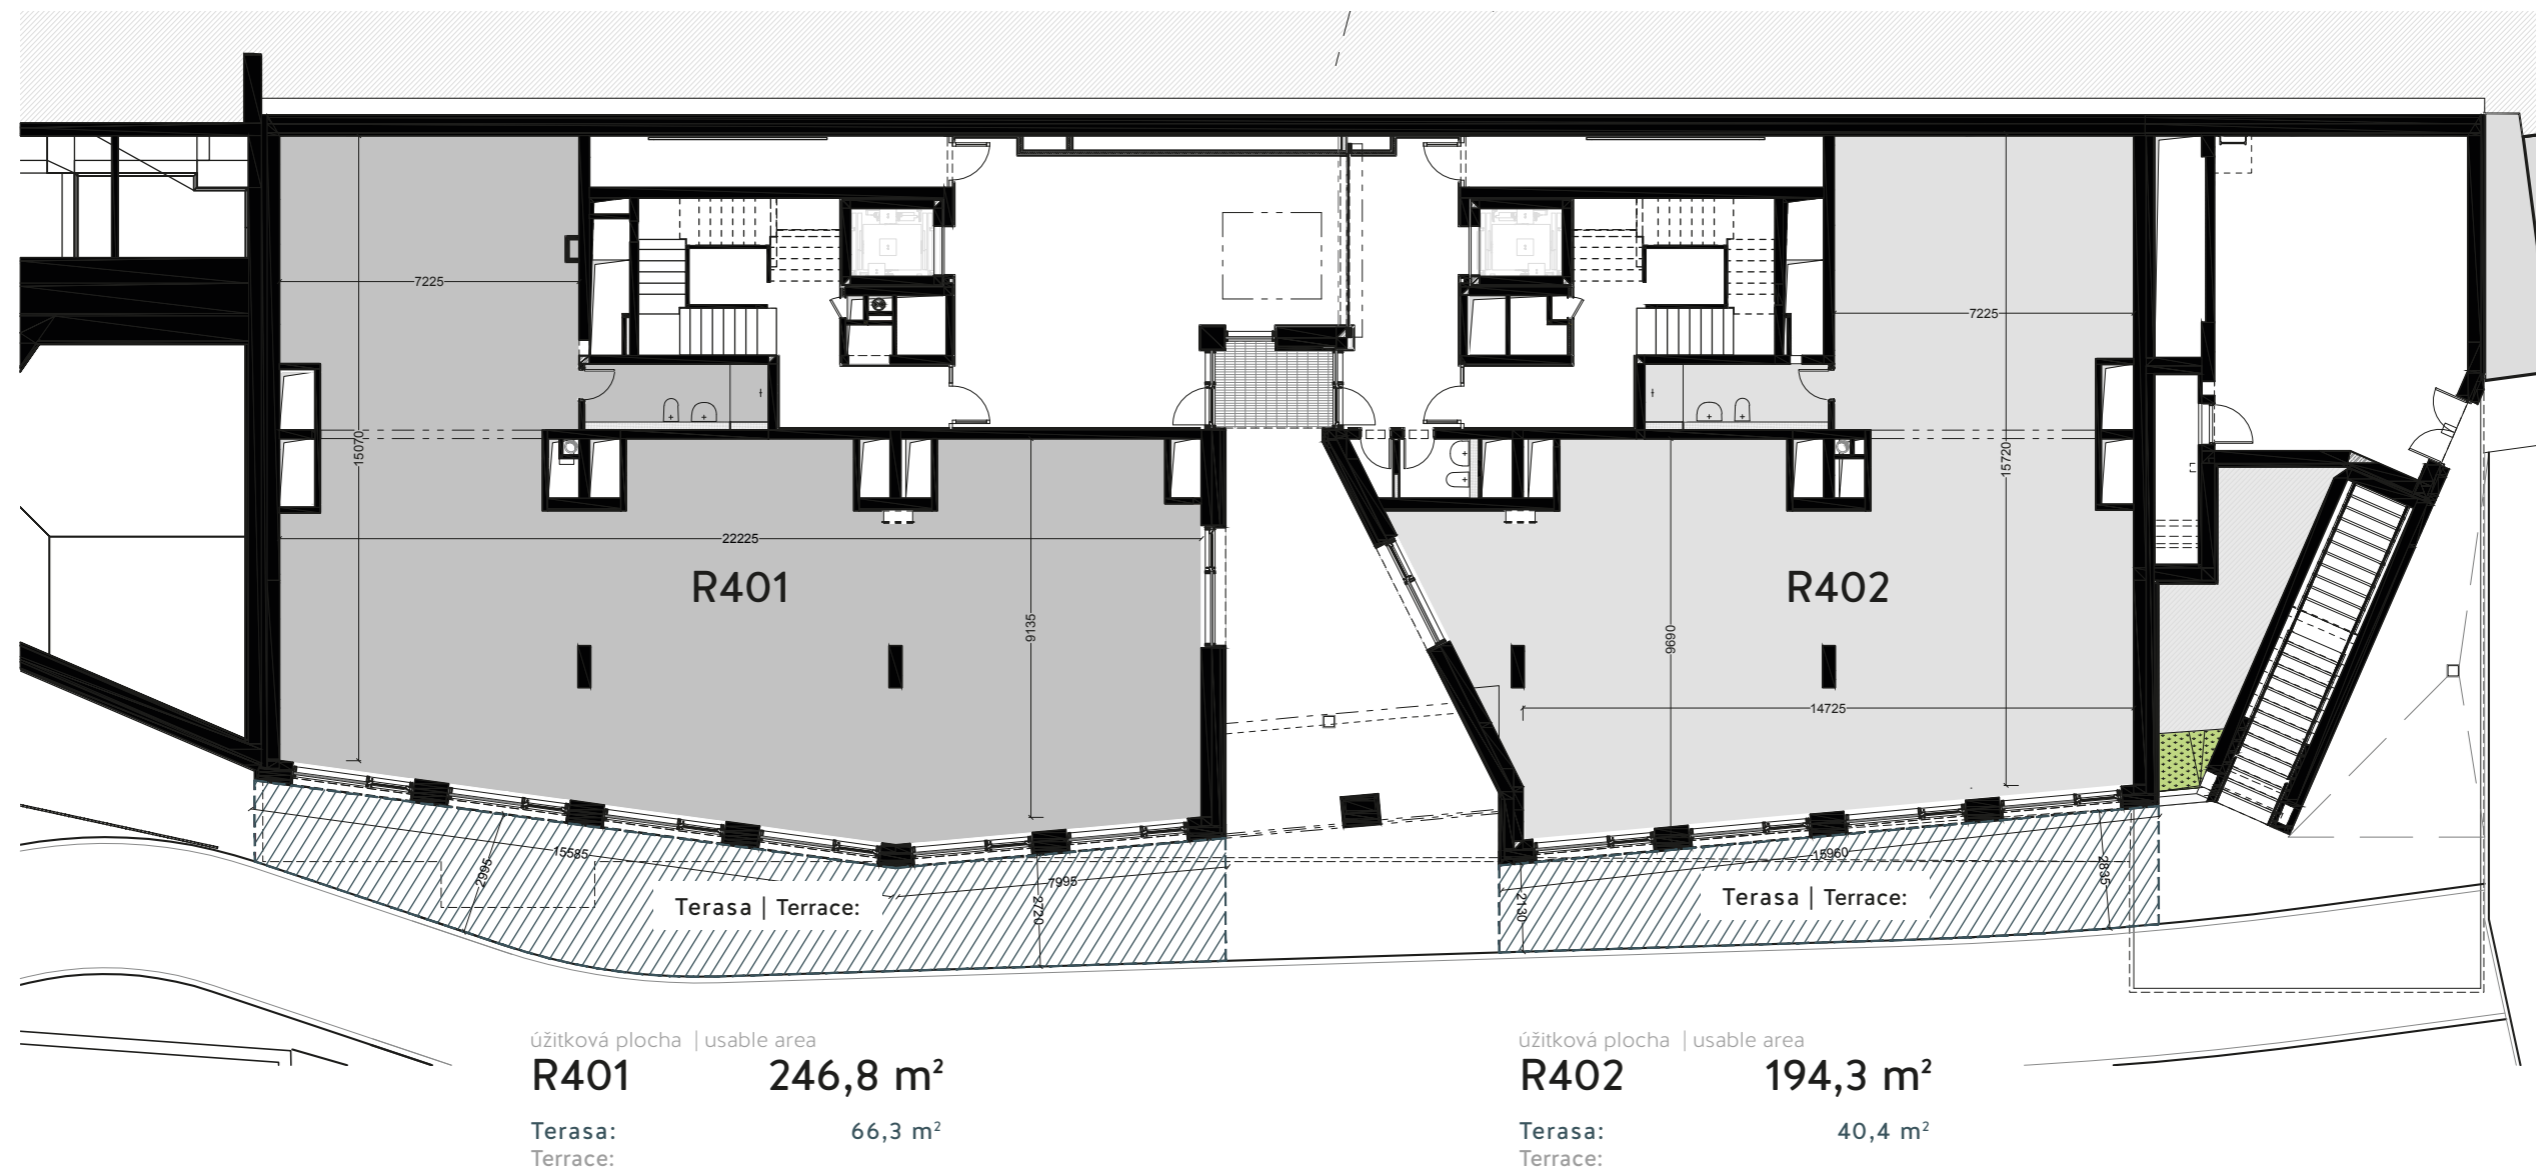 7225
7225
15070
15720
22225
R401
R402
9135
9690
14725
15585
2995
7995
2720
Terasa | Terrace:
15960
2835
2130
Terasa | Terrace:
úžitková plocha | usable area
R401 246,8 m²
Terasa: 66,3 m²
Terrace:
úžitková plocha | usable area
R402 194,3 m²
Terasa: 40,4 m²
Terrace: